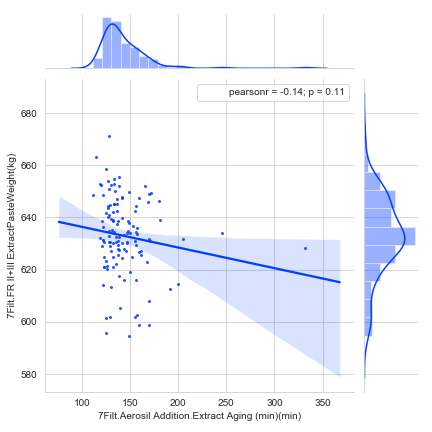 pearsonr = -0.14; p = 0.11
7Filt.FR II+III ExtractPasteWeight(kg)
680
660
640
620
600
580
100 150 200 250 300 350
7Filt.Aerosil Addition.Extract Aging (min)(min)